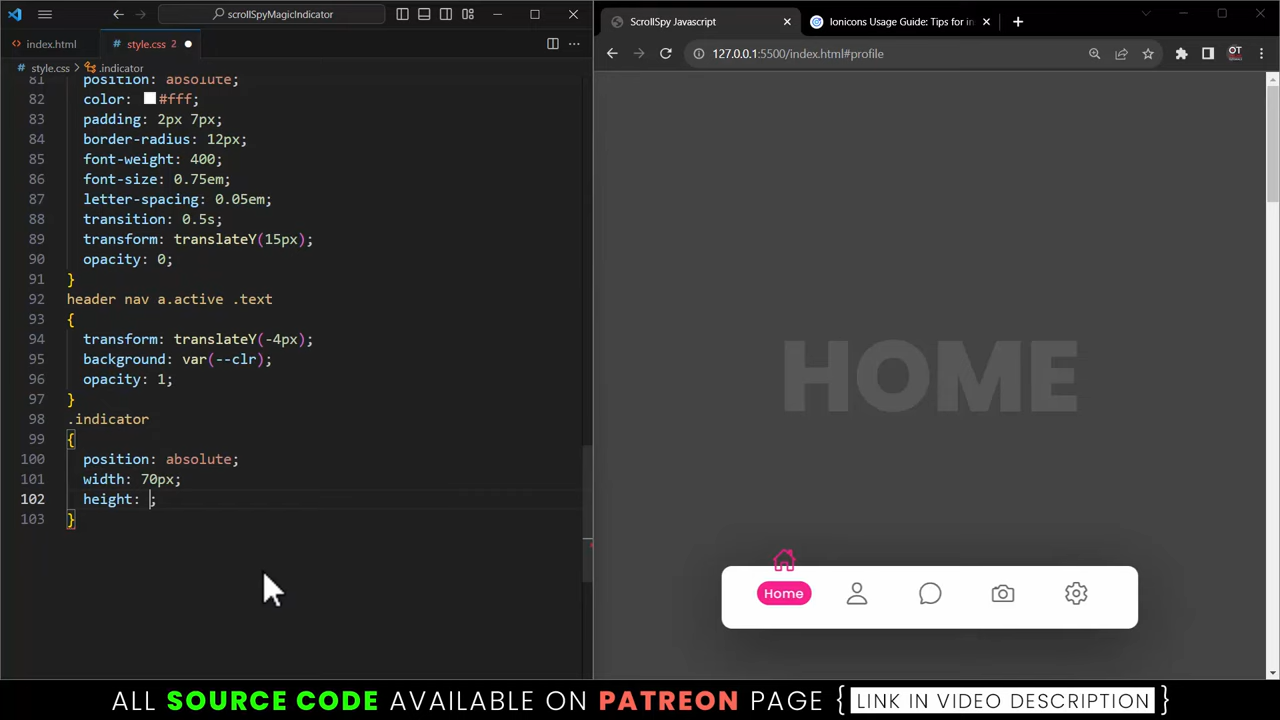 scrollSpyMagicIndicator
index.html
style.css 2
style.css > .indicator
81 position: absolute;
82 color: #fff;
83 padding: 2px 7px;
84 border-radius: 12px;
85 font-weight: 400;
86 font-size: 0.75em;
87 letter-spacing: 0.05em;
88 transition: 0.5s;
89 transform: translateY(15px);
90 opacity: 0;
91 }
92 header nav a.active .text
93 {
94 transform: translateY(-4px);
95 background: var(--clr);
96 opacity: 1;
97 }
98 .indicator
99 {
100 position: absolute;
101 width: 70px;
102 height: ;
103 }
ScrollSpy Javascript
Ionicons Usage Guide: Tips for in
127.0.0.1:5500/index.html#profile
OT
HOME
Home
ALL SOURCE CODE AVAILABLE ON PATREON PAGE { LINK IN VIDEO DESCRIPTION }